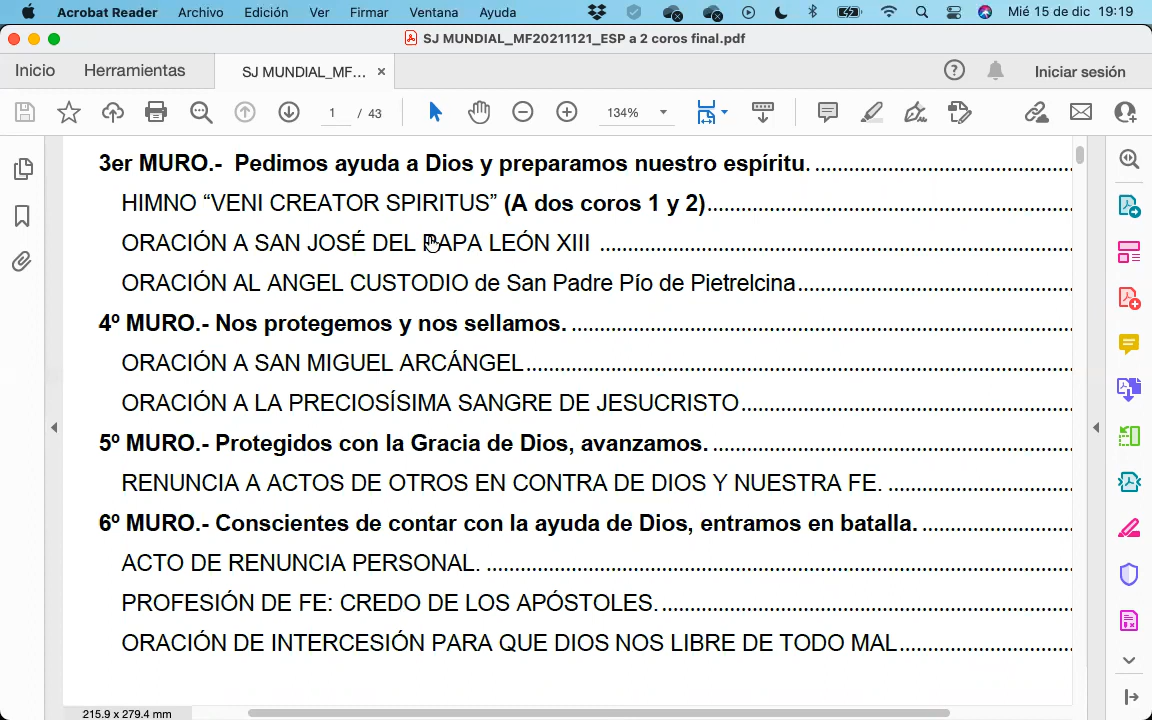 Acrobat Reader Archivo Edición Ver Firmar Ventana Ayuda Mié 15 de dic 19:19
SJ MUNDIAL_MF20211121_ESP a 2 coros final.pdf
Inicio Herramientas SJ MUNDIAL_MF... × Iniciar sesión
1 / 43 134%
3er MURO.- Pedimos ayuda a Dios y preparamos nuestro espíritu.
HIMNO “VENI CREATOR SPIRITUS” (A dos coros 1 y 2)
ORACIÓN A SAN JOSÉ DEL PAPA LEÓN XIII
ORACIÓN AL ANGEL CUSTODIO de San Padre Pío de Pietrelcina
4º MURO.- Nos protegemos y nos sellamos.
ORACIÓN A SAN MIGUEL ARCÁNGEL
ORACIÓN A LA PRECIOSÍSIMA SANGRE DE JESUCRISTO
5º MURO.- Protegidos con la Gracia de Dios, avanzamos.
RENUNCIA A ACTOS DE OTROS EN CONTRA DE DIOS Y NUESTRA FE.
6º MURO.- Conscientes de contar con la ayuda de Dios, entramos en batalla.
ACTO DE RENUNCIA PERSONAL.
PROFESIÓN DE FE: CREDO DE LOS APÓSTOLES.
ORACIÓN DE INTERCESIÓN PARA QUE DIOS NOS LIBRE DE TODO MAL
215.9 x 279.4 mm